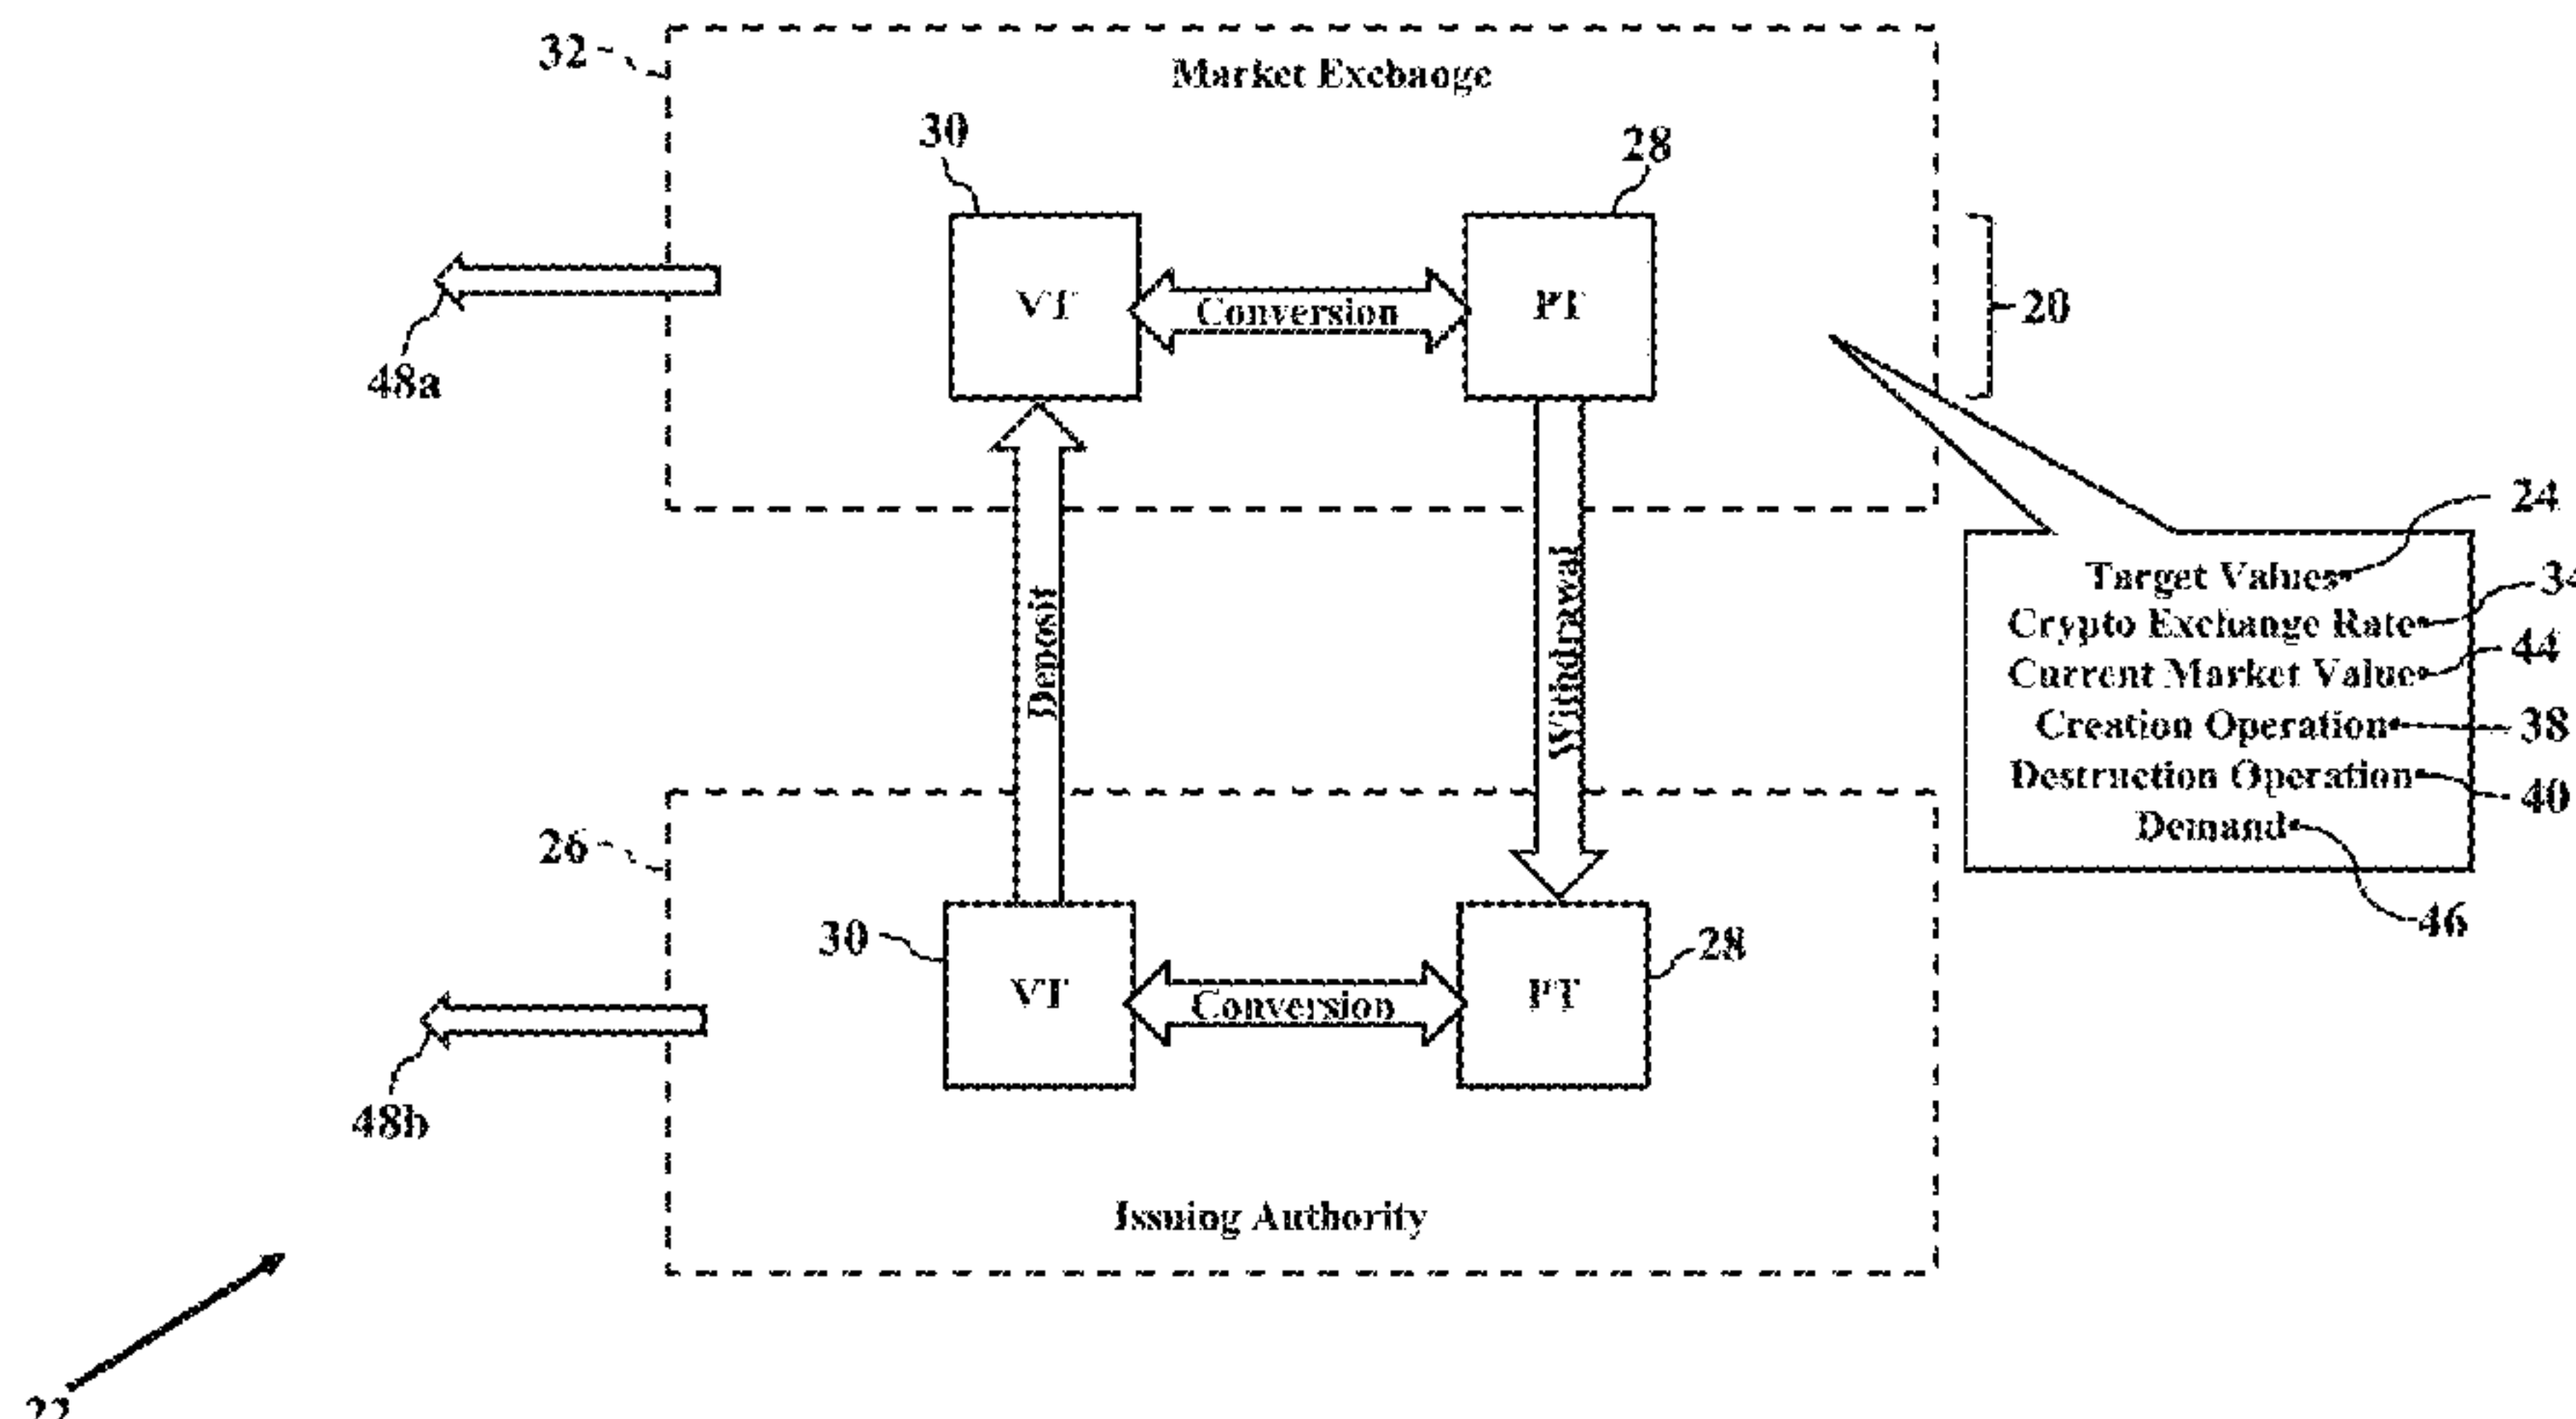 32
Market Exchange
30
28
VT
Conversion
PT
20
48a
24
Target Values
34
Crypto Exchange Rate
44
Current Market Value
Creation Operation
38
Destruction Operation
40
Demand
46
Deposit
Withdrawal
26
30
28
VT
Conversion
PT
48b
Issuing Authority
22